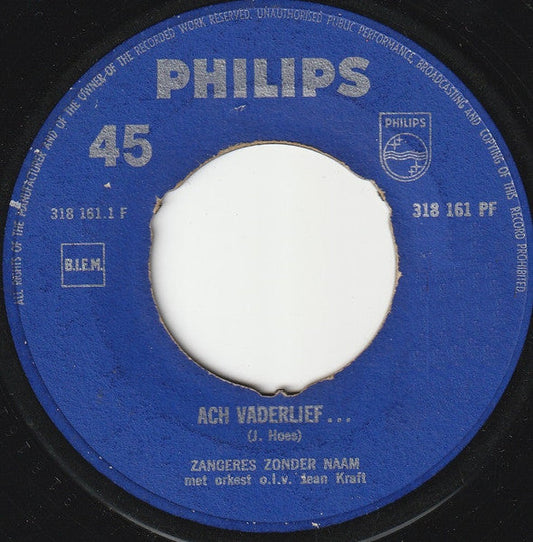 ALL RIGHTS OF THE MANUFACTURER AND OF THE OWNER OF THE RECORDED WORK RESERVED. UNAUTHORISED PUBLIC PERFORMANCE, BROADCASTING AND COPYING OF THIS RECORD PROHIBITED.
PHILIPS
45
PHILIPS
318 161.1 F
318 161 PF
B.I.E.M.
ACH VADERLIEF...
(J. Hoes)
ZANGERES ZONDER NAAM
met orkest o.l.v. Jean Kraft